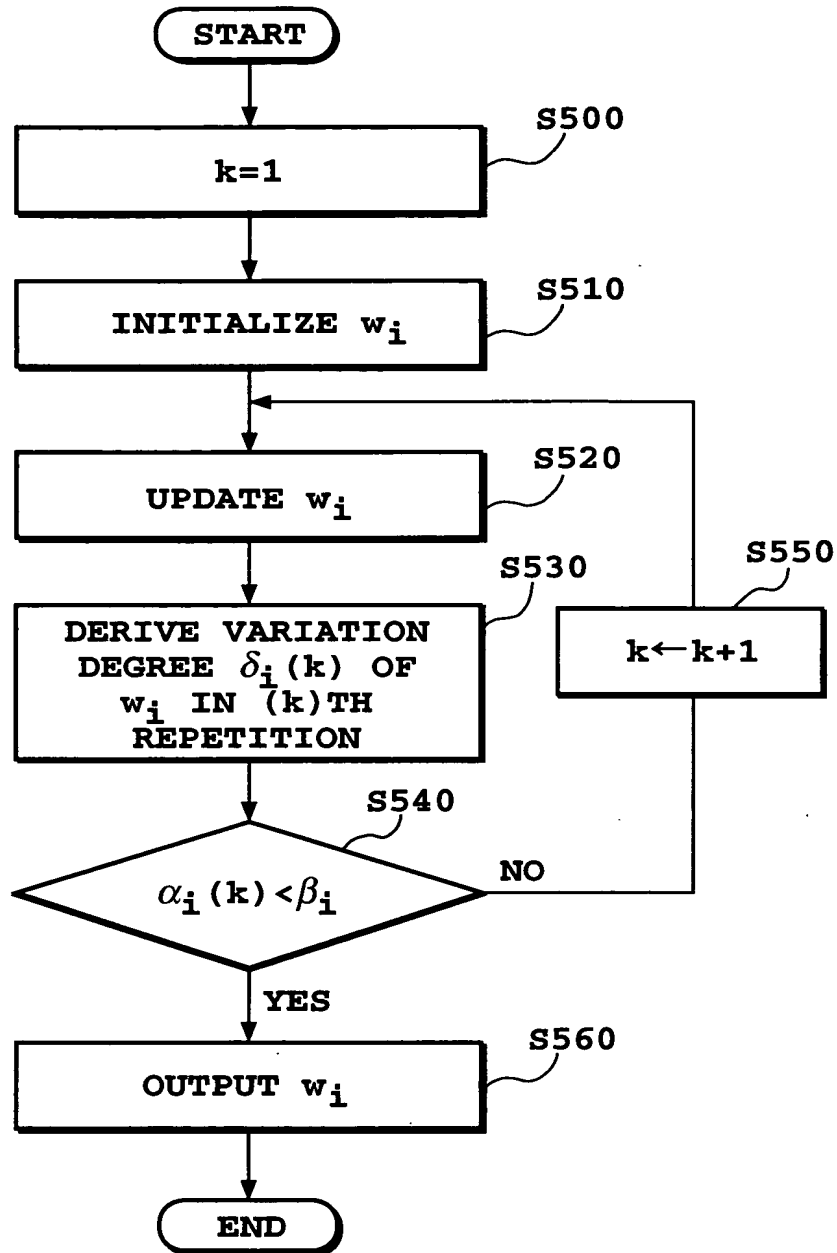 START
S500
k=1
S510
INITIALIZE wᵢ
S520
UPDATE wᵢ
S530
DERIVE VARIATION
DEGREE δᵢ(k) OF
wᵢ IN (k)TH
REPETITION
S550
k←k+1
S540
αᵢ(k)<βᵢ
NO
YES
S560
OUTPUT wᵢ
END